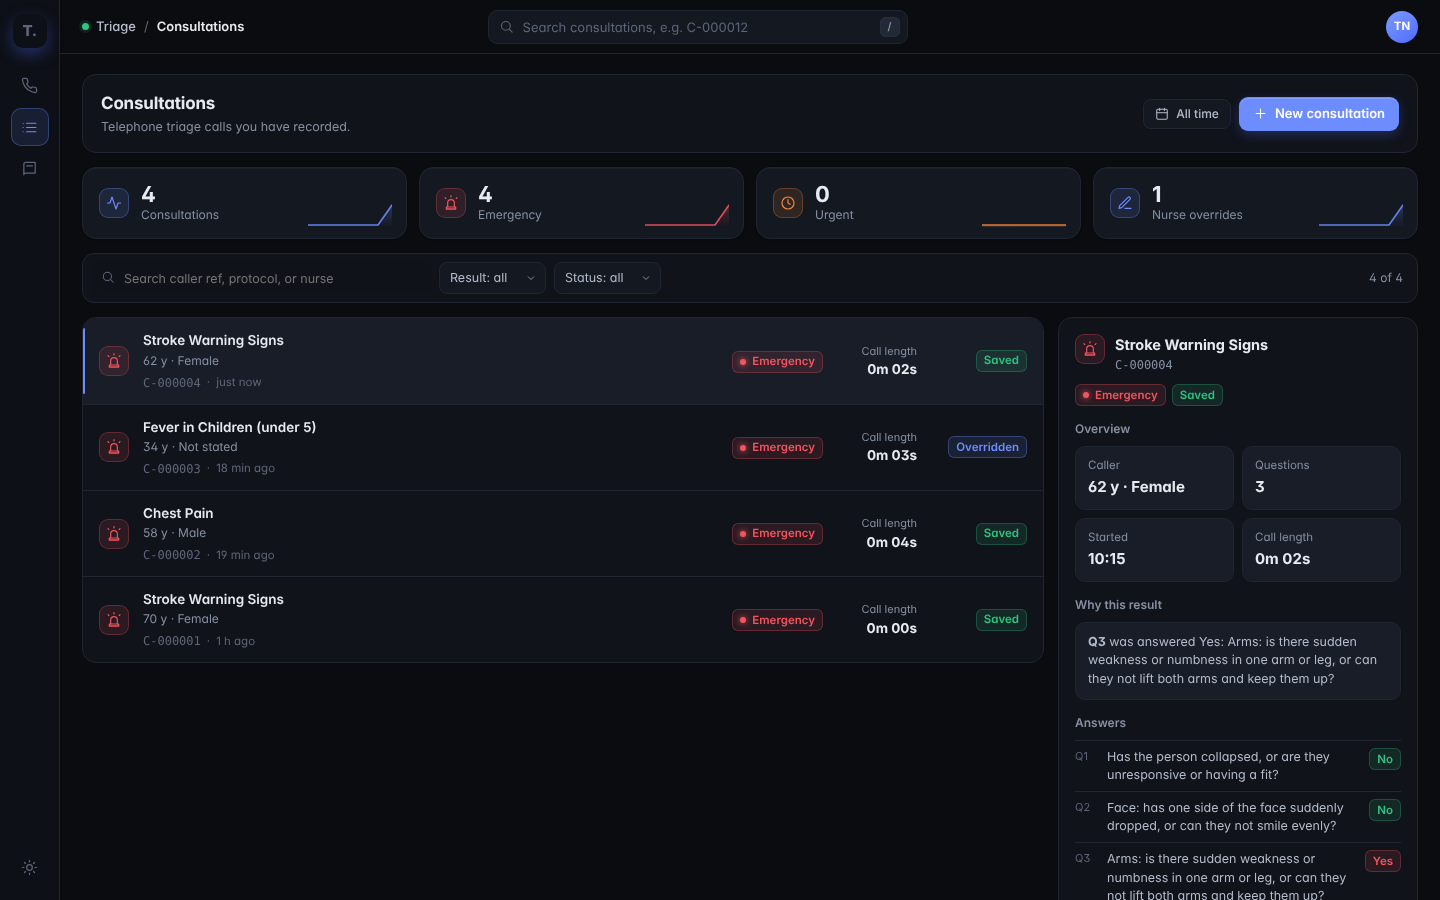 T.
Triage / Consultations
Search consultations, e.g. C-000012
/
TN
Consultations
Telephone triage calls you have recorded.
All time
New consultation
4
Consultations
4
Emergency
0
Urgent
1
Nurse overrides
Search caller ref, protocol, or nurse
Result: all
Status: all
4 of 4
Stroke Warning Signs
62 y · Female
C-000004 · just now
Emergency
Call length
0m 02s
Saved
Fever in Children (under 5)
34 y · Not stated
C-000003 · 18 min ago
Emergency
Call length
0m 03s
Overridden
Chest Pain
58 y · Male
C-000002 · 19 min ago
Emergency
Call length
0m 04s
Saved
Stroke Warning Signs
70 y · Female
C-000001 · 1 h ago
Emergency
Call length
0m 00s
Saved
Stroke Warning Signs
C-000004
Emergency
Saved
Overview
Caller
62 y · Female
Questions
3
Started
10:15
Call length
0m 02s
Why this result
Q3 was answered Yes: Arms: is there sudden
weakness or numbness in one arm or leg, or can
they not lift both arms and keep them up?
Answers
Q1
Has the person collapsed, or are they
unresponsive or having a fit?
No
Q2
Face: has one side of the face suddenly
dropped, or can they not smile evenly?
No
Q3
Arms: is there sudden weakness or
numbness in one arm or leg, or can they
not lift both arms and keep them up?
Yes